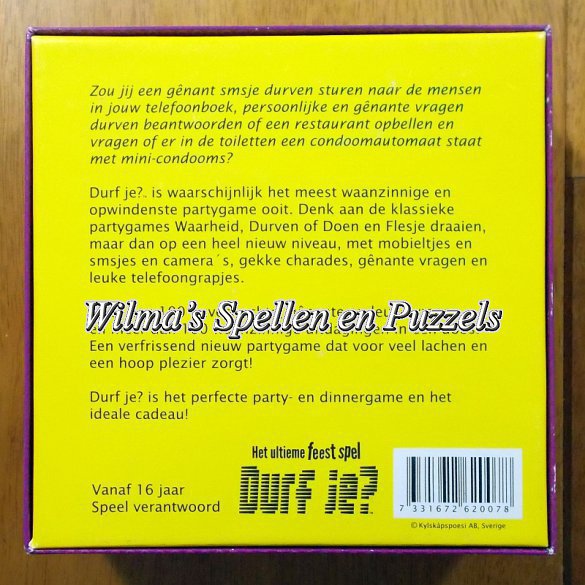 Zou jij een gênant smsje durven sturen naar de mensen
in jouw telefoonboek, persoonlijke en gênante vragen
durven beantwoorden of een restaurant opbellen en
vragen of er in de toiletten een condoomautomaat staat
met mini-condooms?
Durf je?. is waarschijnlijk het meest waanzinnige en
opwindenste partygame ooit. Denk aan de klassieke
partygames Waarheid, Durven of Doen en Flesje draaien,
maar dan op een heel nieuw niveau, met mobieltjes en
smsjes en camera´s, gekke charades, gênante vragen en
leuke telefoongrapjes.
Wilma's Spellen en Puzzels
Een verfrissend nieuw partygame dat voor veel lachen en
een hoop plezier zorgt!
Durf je? is het perfecte party- en dinnergame en het
ideale cadeau!
Vanaf 16 jaar
Speel verantwoord
Het ultieme feest spel
Durf je?
7 331672 620078
© Kylskåpspoesi AB, Sverige